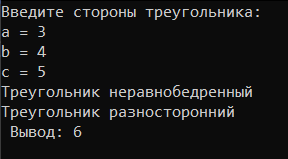 Введите стороны треугольника:
a = 3
b = 4
c = 5
Треугольник неравнобедренный
Треугольник разносторонний
Вывод: 6